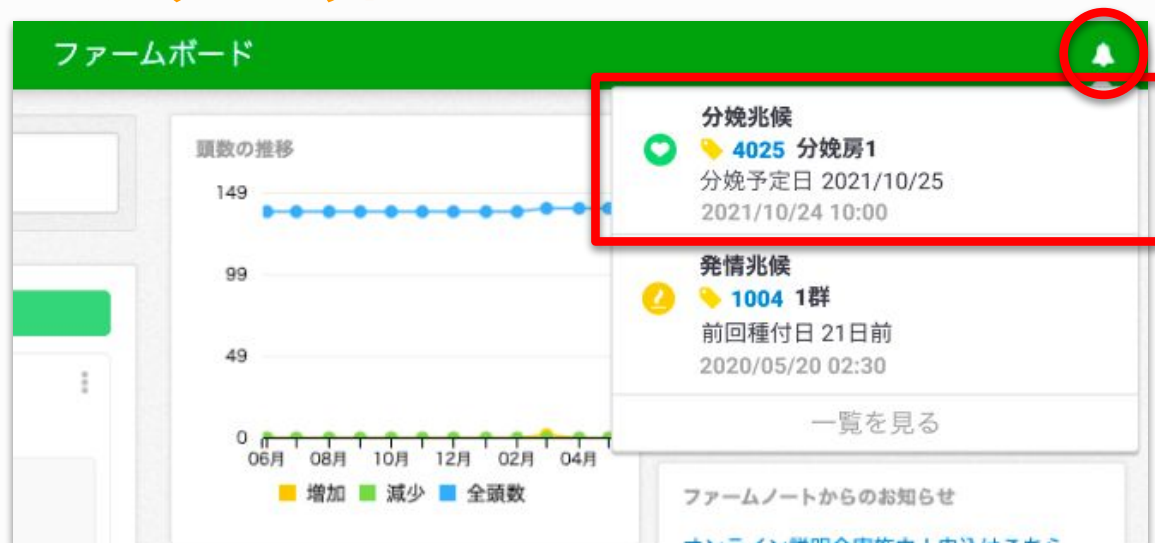 ファームボード
頭数の推移
149
99
49
0
06月 08月 10月 12月 02月 04月
増加 減少 全頭数
分娩兆候
4025 分娩房1
分娩予定日 2021/10/25
2021/10/24 10:00
発情兆候
1004 1群
前回種付日 21日前
2020/05/20 02:30
一覧を見る
ファームノートからのお知らせ